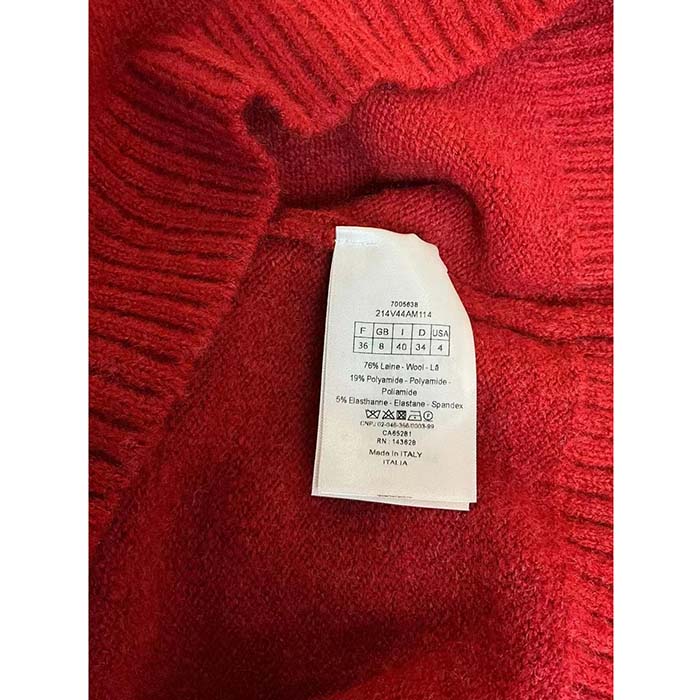 7005638
214V44AM114
F GB I D USA
36 8 40 34 4
76% Laine - Wool - Lã
19% Polyamide - Polyamide -
Poliamide
5% Elasthanne - Elastane - Spandex
CNPJ 02-046-366/0003-99
CA65281
RN : 143628
Made in ITALY
ITALIA